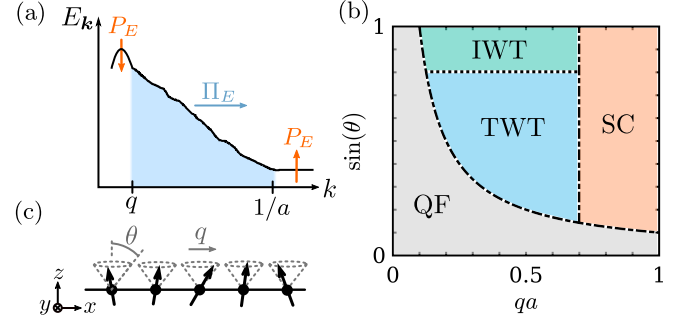 (a)
E_k
P_E
Π_E
P_E
q
1/a
k
(b)
1
sin(θ)
0
IWT
TWT
SC
QF
0
0.5
1
qa
(c)
θ
q
z
y
x